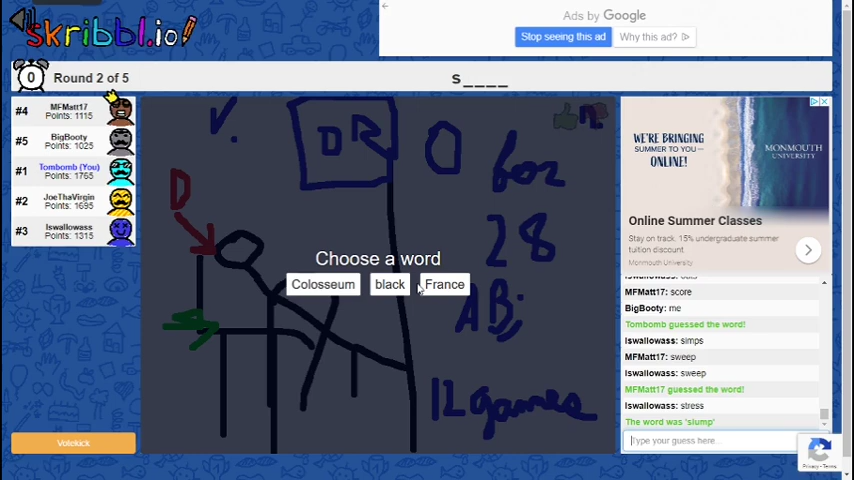 skribbl.io
Ads by Google
Stop seeing this ad
Why this ad?
0
Round 2 of 5
s____
#4
MFMatt17
Points: 1115
#5
BigBooty
Points: 1025
#1
Tombomb (You)
Points: 1765
#2
JoeThaVirgin
Points: 1695
#3
Iswallowass
Points: 1315
V.
DR
O for
28
AB
12 games
D
Choose a word
Colosseum
black
France
WE'RE BRINGING
SUMMER TO YOU–
ONLINE!
MONMOUTH
UNIVERSITY
Online Summer Classes
Stay on track. 15% undergraduate summer
tuition discount.
Monmouth University
MFMatt17: score
BigBooty: me
Tombomb guessed the word!
Iswallowass: simps
MFMatt17: sweep
Iswallowass: sweep
MFMatt17 guessed the word!
Iswallowass: stress
The word was 'slump'
Type your guess here...
Votekick
Privacy - Terms